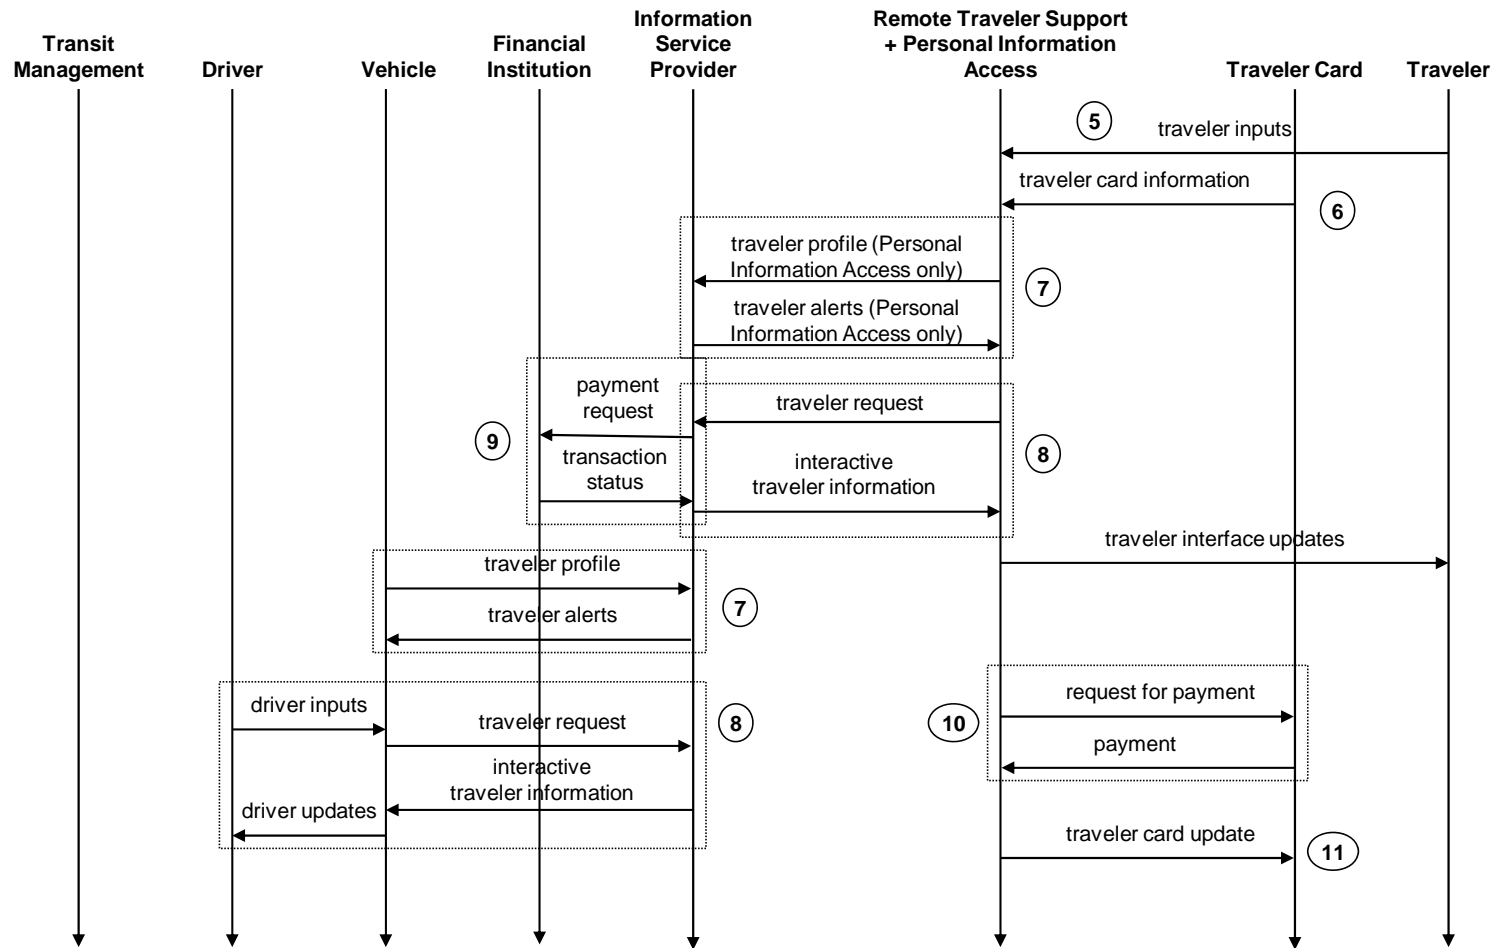 Transit
Management
Driver
Vehicle
Financial
Institution
Information
Service
Provider
Remote Traveler Support
+ Personal Information
Access
Traveler Card
Traveler
5
traveler inputs
traveler card information
6
traveler profile (Personal
Information Access only)
7
traveler alerts (Personal
Information Access only)
payment
request
traveler request
9
8
transaction
status
interactive
traveler information
traveler interface updates
traveler profile
7
traveler alerts
request for payment
driver inputs
traveler request
8
10
payment
interactive
traveler information
driver updates
traveler card update
11